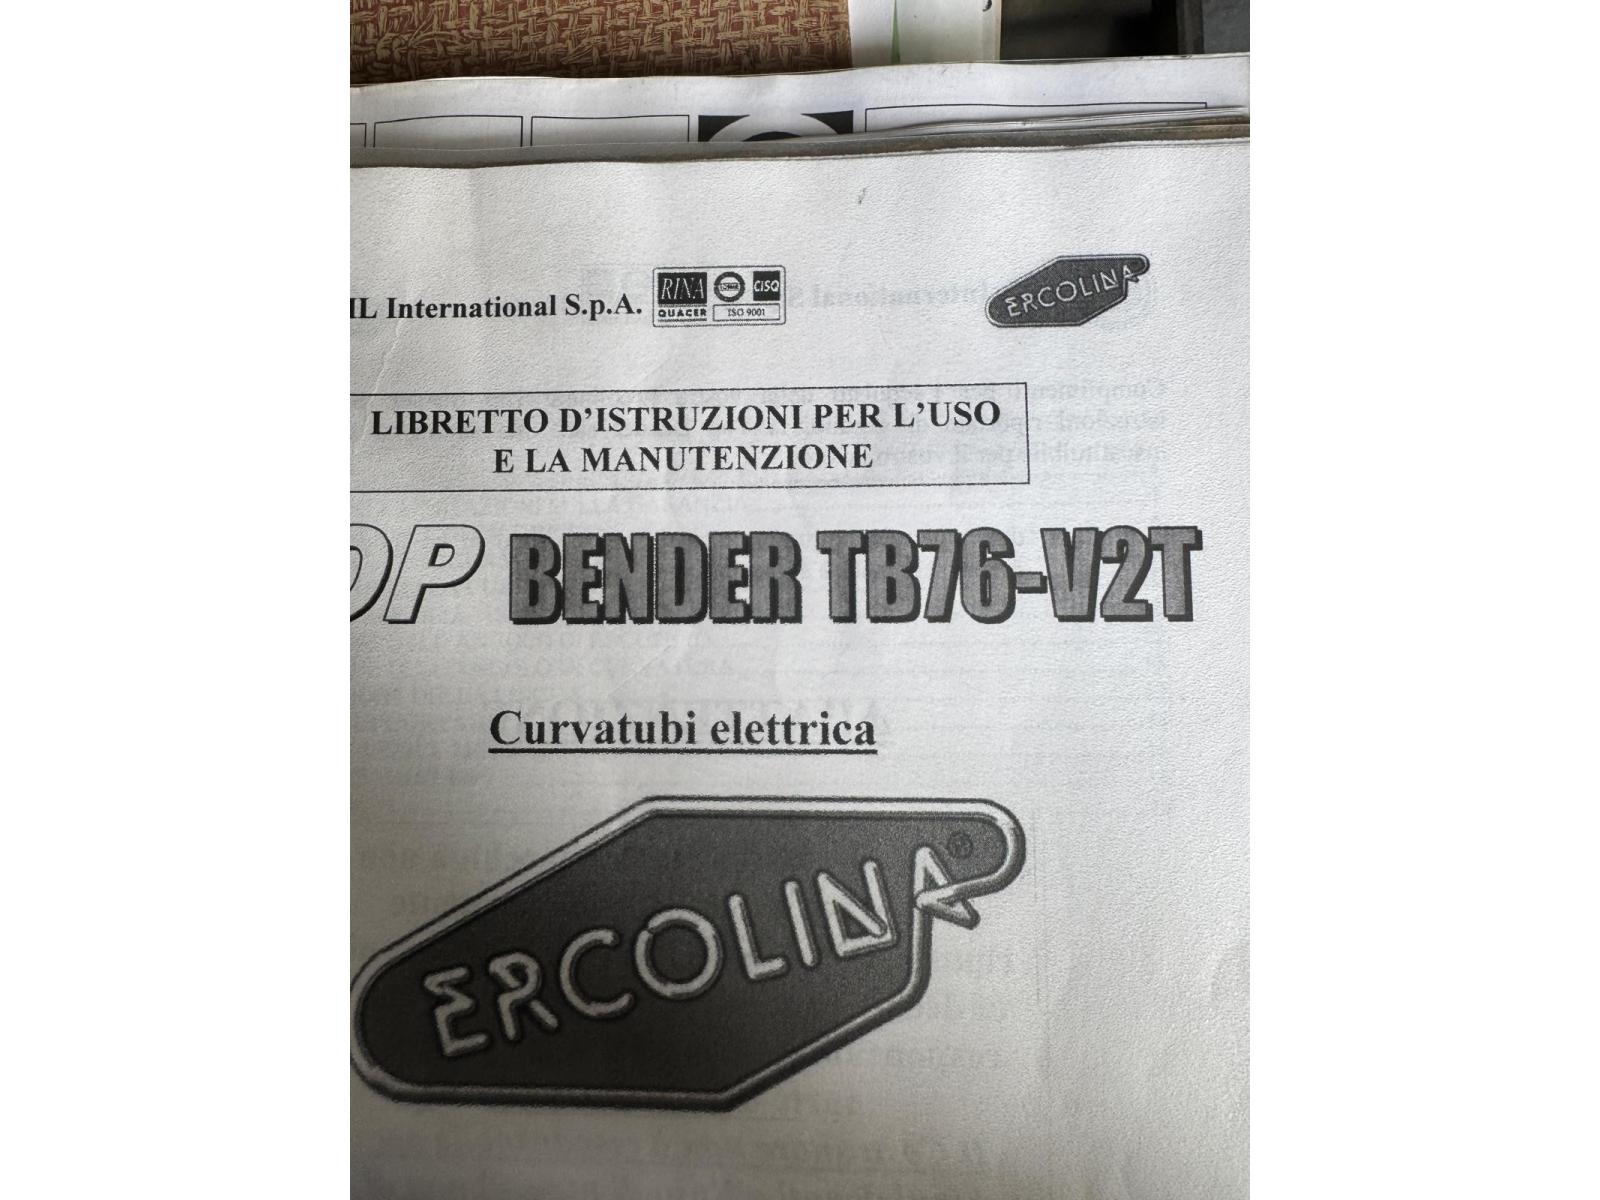 IL International S.p.A.
RINA
CISQ
QUACER
ISO 9001
ERCOLINA
LIBRETTO D’ISTRUZIONI PER L’USO
E LA MANUTENZIONE
OP BENDER TB76-V2T
Curvatubi elettrica
ERCOLINA®